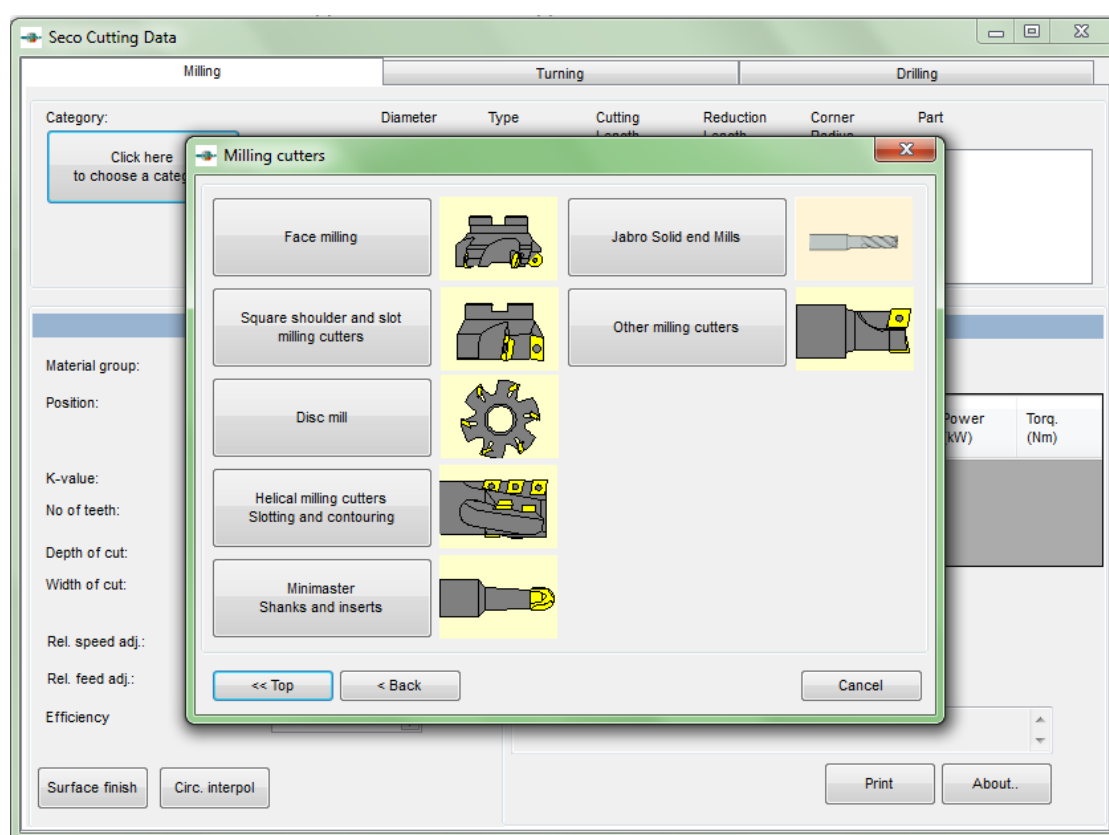 Seco Cutting Data
Milling
Turning
Drilling
Category:
Diameter
Type
Cutting
Reduction
Corner
Part
Click here
to choose a
Milling cutters
Face milling
Jabro Solid end Mills
Square shoulder and slot
milling cutters
Other milling cutters
Disc mill
Helical milling cutters
Slotting and contouring
Minimaster
Shanks and inserts
<< Top
< Back
Cancel
Material group:
Position:
Power
(kW)
Torq.
(Nm)
K-value:
No of teeth:
Depth of cut:
Width of cut:
Rel. speed adj.:
Rel. feed adj.:
Efficiency
Surface finish
Circ. interpol
Print
About..